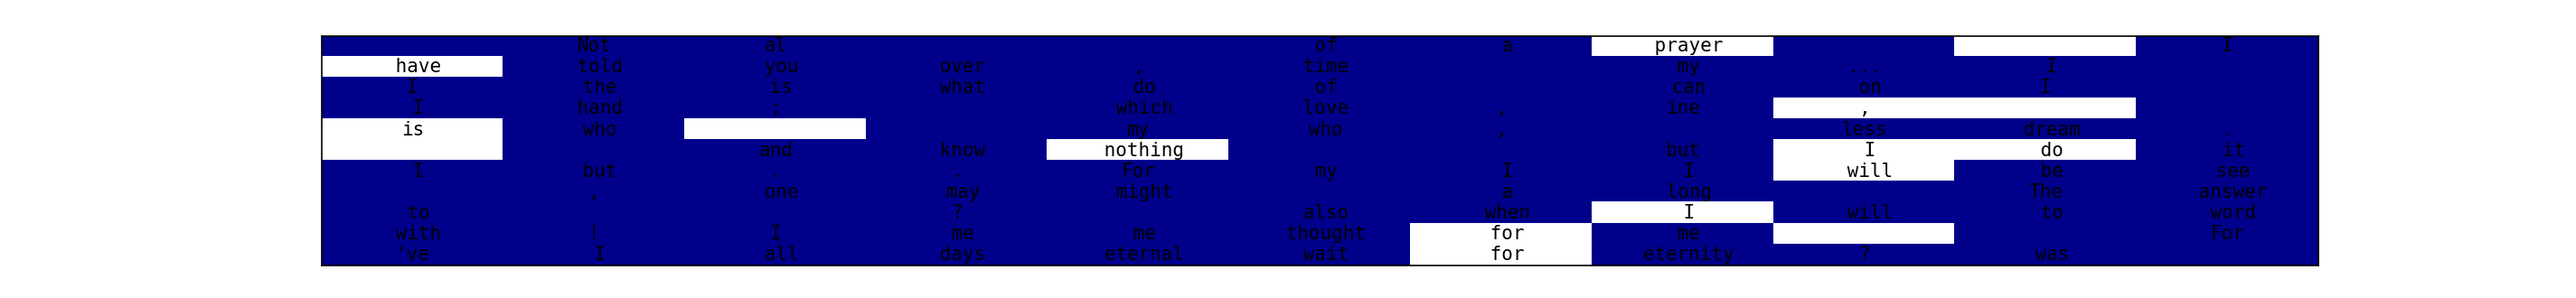 Not al of a prayer I
have told you over , time my ... I
I the is what do of can on I
I hand ; which love , ine ,
is who my who , less dream .
and know nothing but I do it
I but . . For my I I will be see
, one may might a long The answer
to ? also when I will to word
with ! I me me thought for me For
've I all days eternal wait for eternity ? was